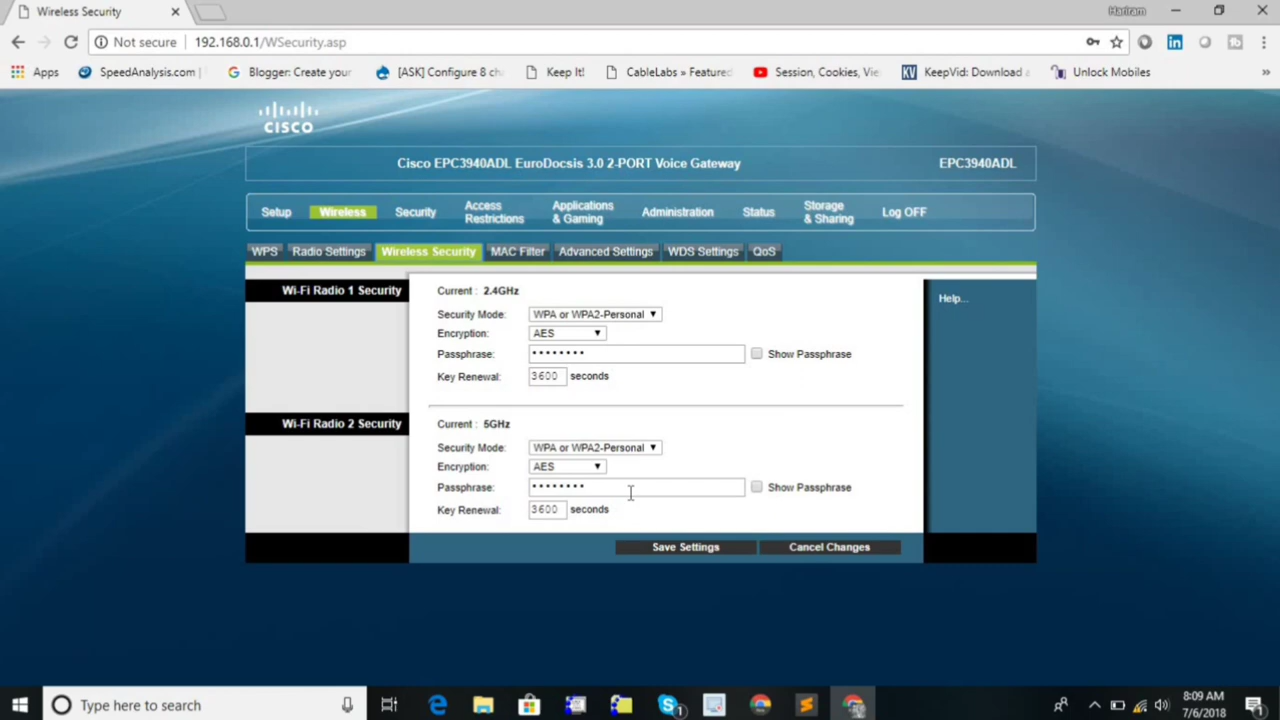 Wireless Security
Hariram
Not secure 192.168.0.1/WSecurity.asp
Apps SpeedAnalysis.com Blogger: Create your [ASK] Configure 8 ch Keep It! CableLabs » Featured Session, Cookies, Vie KeepVid: Download a Unlock Mobiles »
CISCO
Cisco EPC3940ADL EuroDocsis 3.0 2-PORT Voice Gateway EPC3940ADL
Setup Wireless Security Access Restrictions Applications & Gaming Administration Status Storage & Sharing Log OFF
WPS Radio Settings Wireless Security MAC Filter Advanced Settings WDS Settings QoS
Wi-Fi Radio 1 Security Current : 2.4GHz Help...
Security Mode: WPA or WPA2-Personal
Encryption: AES
Passphrase: •••••••• Show Passphrase
Key Renewal: 3600 seconds
Wi-Fi Radio 2 Security Current : 5GHz
Security Mode: WPA or WPA2-Personal
Encryption: AES
Passphrase: •••••••• Show Passphrase
Key Renewal: 3600 seconds
Save Settings Cancel Changes
Type here to search
1
8:09 AM
7/6/2018
1